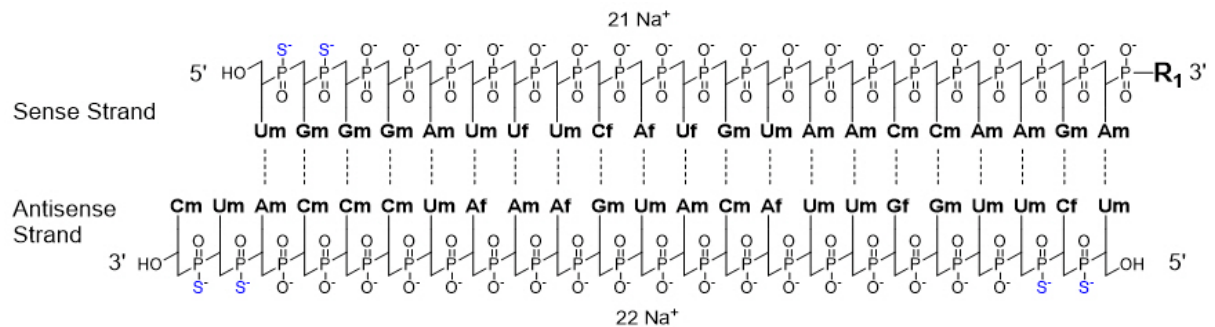 21 Na⁺
S⁻ S⁻ O⁻ O⁻ O⁻ O⁻ O⁻ O⁻ O⁻ O⁻ O⁻ O⁻ O⁻ O⁻ O⁻ O⁻ O⁻ O⁻ O⁻ O⁻ O⁻
5' HO P P P P P P P P P P P P P P P P P P P P P R₁ 3'
O O O O O O O O O O O O O O O O O O O O O
Sense Strand
Um Gm Gm Gm Am Um Uf Um Cf Af Uf Gm Um Am Am Cm Cm Am Am Gm Am
Antisense
Strand
Cm Um Am Cm Cm Cm Um Af Am Af Gm Um Am Cm Af Um Um Gf Gm Um Um Cf Um
O O O O O O O O O O O O O O O O O O O O O O
3' HO P P P P P P P P P P P P P P P P P P P P P P OH 5'
S⁻ S⁻ O⁻ O⁻ O⁻ O⁻ O⁻ O⁻ O⁻ O⁻ O⁻ O⁻ O⁻ O⁻ O⁻ O⁻ O⁻ O⁻ O⁻ O⁻ S⁻ S⁻
22 Na⁺